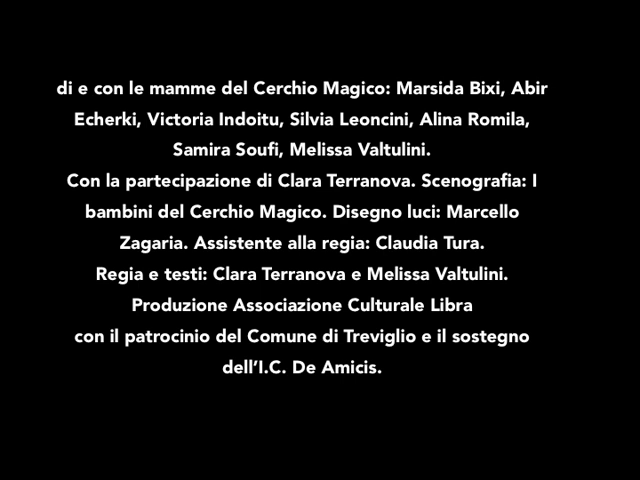 di e con le mamme del Cerchio Magico: Marsida Bixi, Abir
Echerki, Victoria Indoitu, Silvia Leoncini, Alina Romila,
Samira Soufi, Melissa Valtulini.
Con la partecipazione di Clara Terranova. Scenografia: I
bambini del Cerchio Magico. Disegno luci: Marcello
Zagaria. Assistente alla regia: Claudia Tura.
Regia e testi: Clara Terranova e Melissa Valtulini.
Produzione Associazione Culturale Libra
con il patrocinio del Comune di Treviglio e il sostegno
dell’I.C. De Amicis.